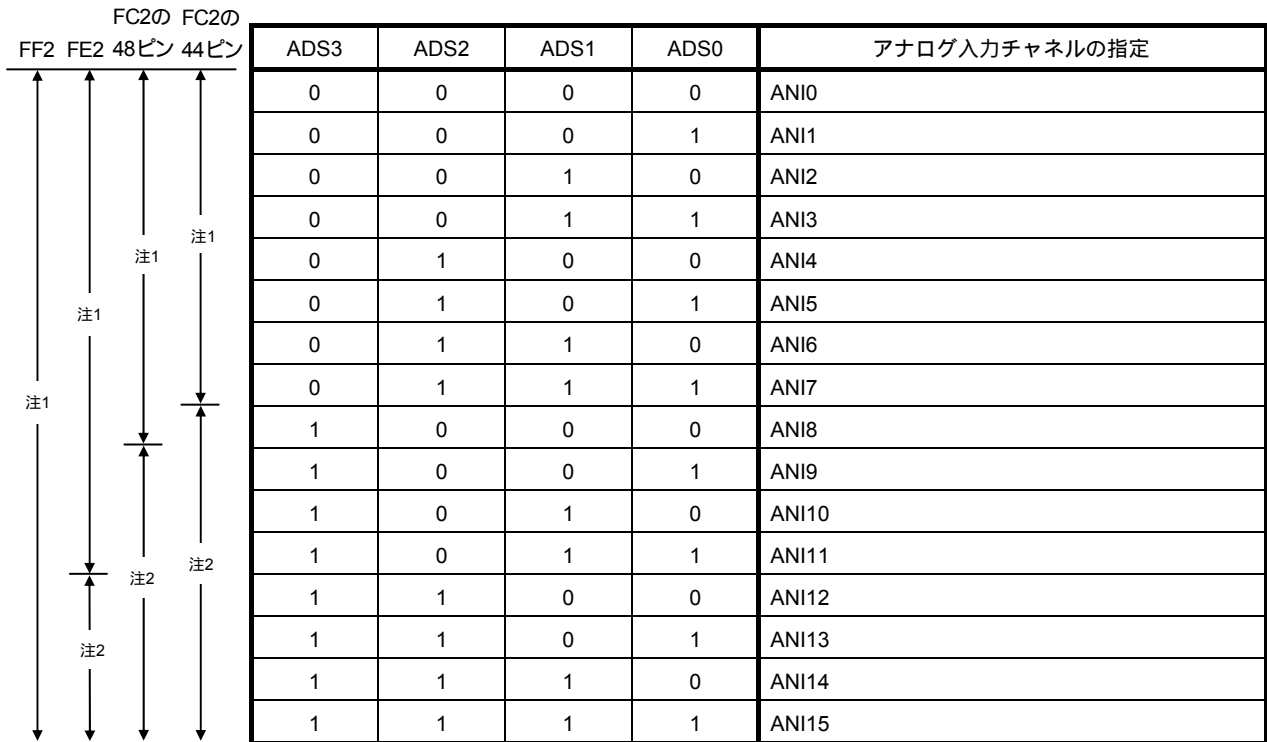 FC2の FC2の
FF2 FE2 48ピン 44ピン ADS3 ADS2 ADS1 ADS0 アナログ入力チャネルの指定
0 0 0 0 ANI0
0 0 0 1 ANI1
0 0 1 0 ANI2
0 0 1 1 ANI3
注1
注1
0 1 0 0 ANI4
注1
0 1 0 1 ANI5
0 1 1 0 ANI6
0 1 1 1 ANI7
注1
1 0 0 0 ANI8
1 0 0 1 ANI9
1 0 1 0 ANI10
1 0 1 1 ANI11
注2
注2
1 1 0 0 ANI12
1 1 0 1 ANI13
注2
1 1 1 0 ANI14
1 1 1 1 ANI15